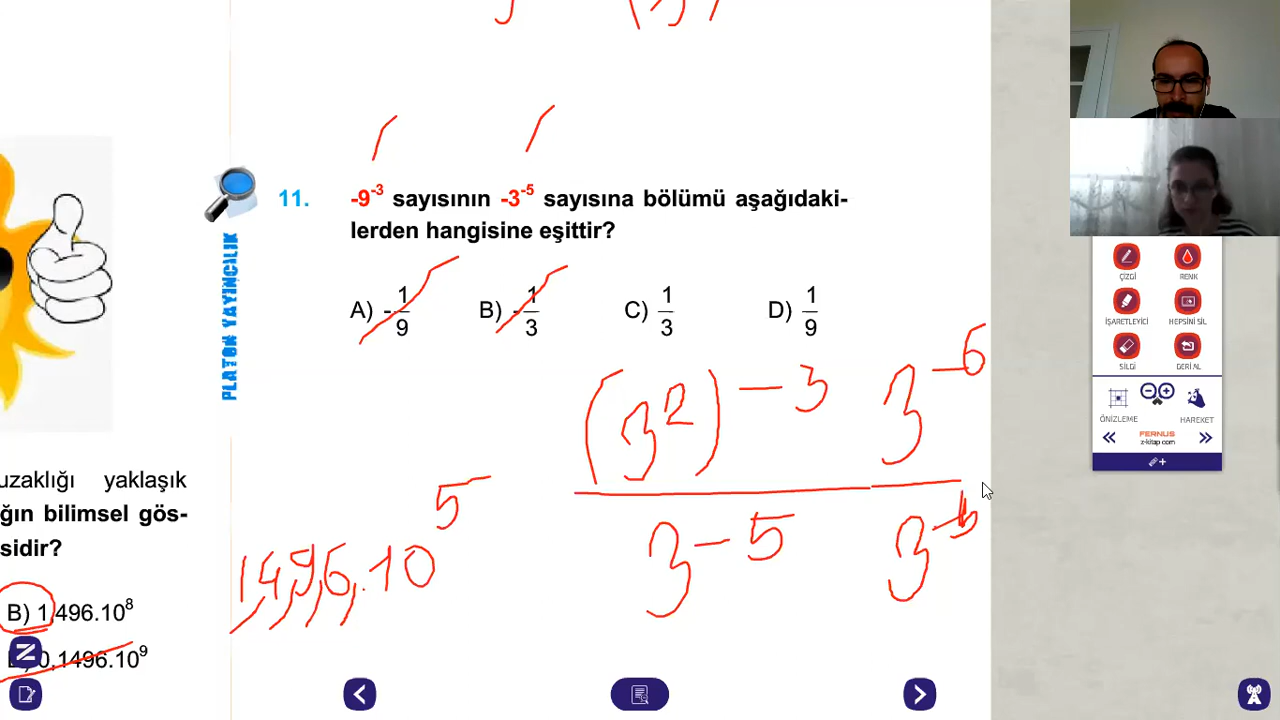 11. -9^-3 sayısının -3^-5 sayısına bölümü aşağıdaki-
lerden hangisine eşittir?
A) -1/9 B) -1/3 C) 1/3 D) 1/9
(3^2)^-3 / 3^-5
3^-6 / 3^-5
1496.10^5
PLATON YAYINCILIK
uzaklığı yaklaşık
ğın bilimsel gös-
sidir?
B) 1,496.10^8
0,1496.10^9
ÇİZGİ RENK
İŞARETLEYİCİ HEPSİNİ SİL
SİLGİ GERİ AL
ÖNİZLEME HAREKET
FERNUS
z-kitap.com